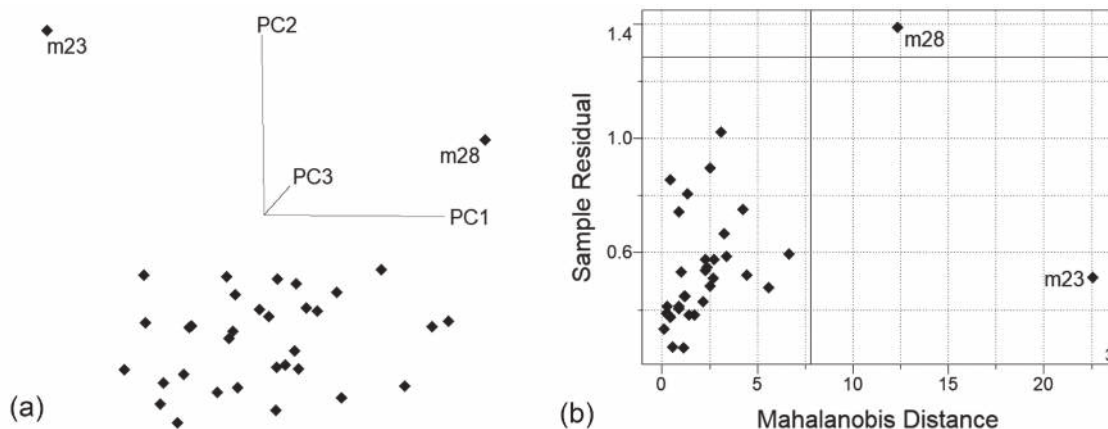 m23
PC2
m28
PC3
PC1
(a)
1.4
m28
1.0
0.6
m23
3
0
5
10
15
20
Sample Residual
Mahalanobis Distance
(b)